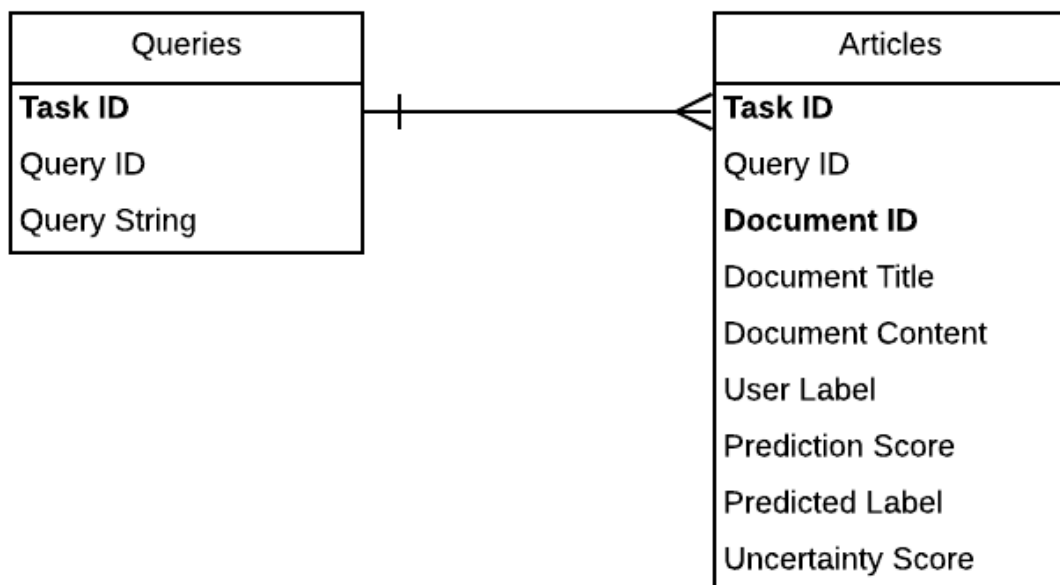 Queries
Task ID
Query ID
Query String
Articles
Task ID
Query ID
Document ID
Document Title
Document Content
User Label
Prediction Score
Predicted Label
Uncertainty Score